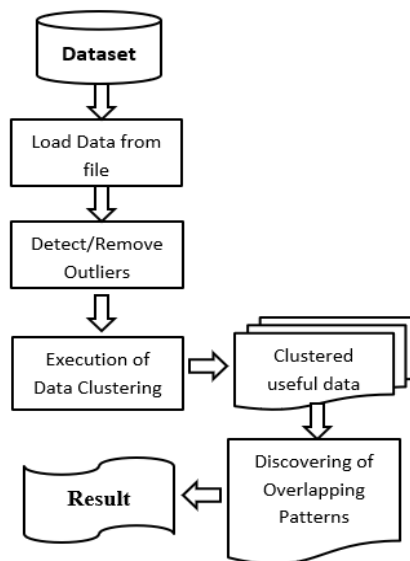 Dataset
Load Data from
file
Detect/Remove
Outliers
Execution of
Data Clustering
Clustered
useful data
Discovering of
Overlapping
Patterns
Result